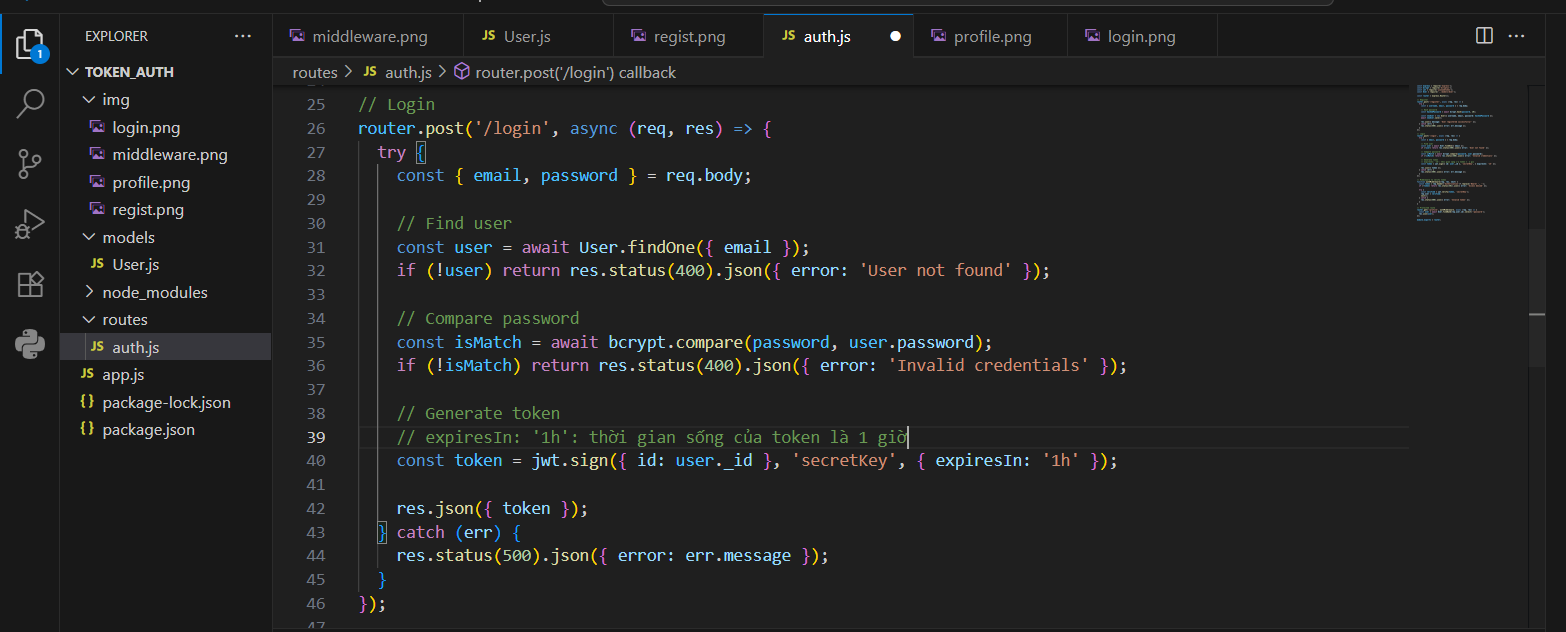 EXPLORER
TOKEN_AUTH
img
login.png
middleware.png
profile.png
regist.png
models
JS User.js
node_modules
routes
JS auth.js
JS app.js
{} package-lock.json
{} package.json
1
middleware.png
JS User.js
regist.png
JS auth.js
profile.png
login.png
routes > JS auth.js > router.post('/login') callback
25 // Login
26 router.post('/login', async (req, res) => {
27 try {
28 const { email, password } = req.body;
29
30 // Find user
31 const user = await User.findOne({ email });
32 if (!user) return res.status(400).json({ error: 'User not found' });
33
34 // Compare password
35 const isMatch = await bcrypt.compare(password, user.password);
36 if (!isMatch) return res.status(400).json({ error: 'Invalid credentials' });
37
38 // Generate token
39 // expiresIn: '1h': thời gian sống của token là 1 giờ
40 const token = jwt.sign({ id: user._id }, 'secretKey', { expiresIn: '1h' });
41
42 res.json({ token });
43 } catch (err) {
44 res.status(500).json({ error: err.message });
45 }
46 });
47